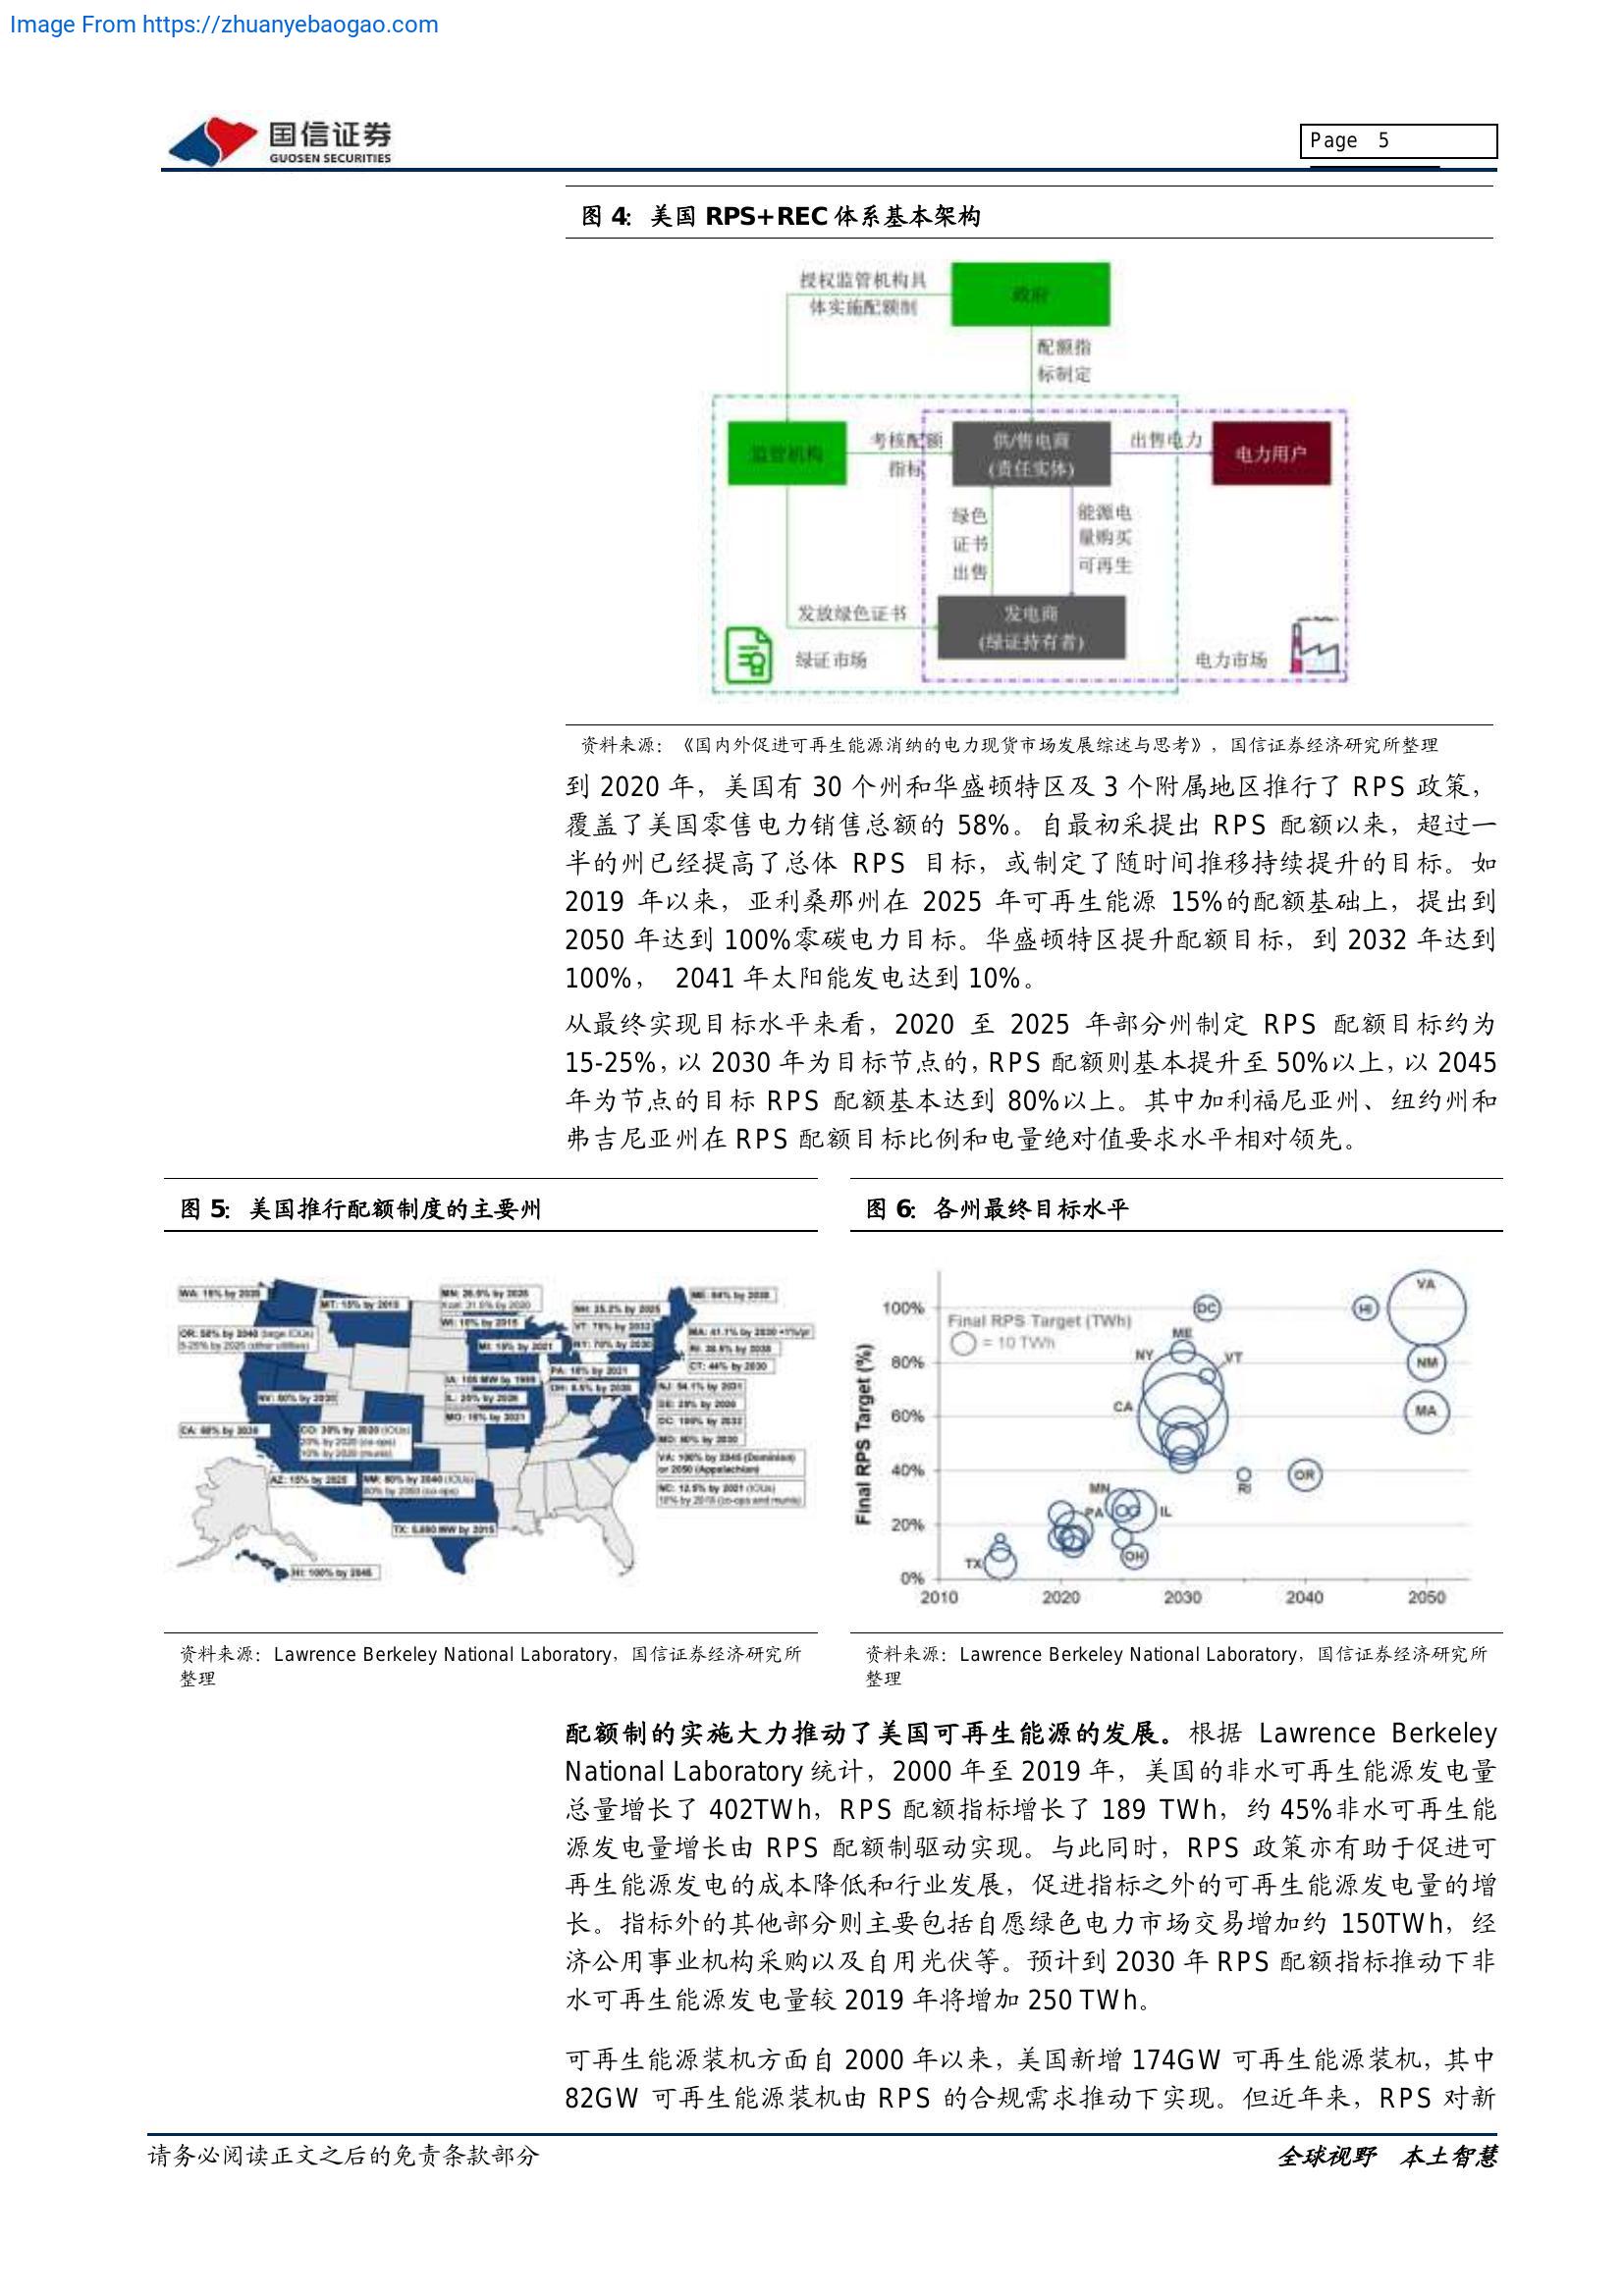 Image From https://zhuanyebaogao.com
国信证券
GUOSEN SECURITIES
Page 5
图 4：美国 RPS+REC 体系基本架构
授权监管机构具
体实施配额制
政府
配额指
标制定
监管机构
考核配额
指标
供/售电商
(责任实体)
出售电力
电力用户
绿色
证书
出售
能源电
量购买
可再生
发放绿色证书
发电商
(绿证持有者)
绿证市场
电力市场
资料来源：《国内外促进可再生能源消纳的电力现货市场发展综述与思考》，国信证券经济研究所整理
到 2020 年，美国有 30 个州和华盛顿特区及 3 个附属地区推行了 RPS 政策，
覆盖了美国零售电力销售总额的 58%。自最初采提出 RPS 配额以来，超过一
半的州已经提高了总体 RPS 目标，或制定了随时间推移持续提升的目标。如
2019 年以来，亚利桑那州在 2025 年可再生能源 15%的配额基础上，提出到
2050 年达到 100%零碳电力目标。华盛顿特区提升配额目标，到 2032 年达到
100%， 2041 年太阳能发电达到 10%。
从最终实现目标水平来看，2020 至 2025 年部分州制定 RPS 配额目标约为
15-25%，以 2030 年为目标节点的，RPS 配额则基本提升至 50%以上，以 2045
年为节点的目标 RPS 配额基本达到 80%以上。其中加利福尼亚州、纽约州和
弗吉尼亚州在 RPS 配额目标比例和电量绝对值要求水平相对领先。
图 5：美国推行配额制度的主要州
WA: 15% by 2020
MT: 15% by 2015
OR: 50% by 2040 (large IOUs)
5-25% by 2025 (other utilities)
NV: 50% by 2030
CA: 60% by 2030
CO: 30% by 2020 (IOUs)
AZ: 15% by 2025
NM: 80% by 2040 (IOUs)
TX: 5,880 MW by 2015
HI: 100% by 2045
WI: 10% by 2015
MI: 15% by 2021
NY: 70% by 2030
PA: 18% by 2021
OH: 8.5% by 2026
IL: 25% by 2026
MO: 15% by 2021
CT: 44% by 2030
NJ: 54.1% by 2031
DC: 100% by 2032
MD: 50% by 2030
VA: 100% by 2045 (Dominion)
or 2050 (Appalachian)
NC: 12.5% by 2021 (IOUs)
10% by 2018 (co-ops and munis)
图 6：各州最终目标水平
Final RPS Target (%)
100%
80%
60%
40%
20%
0%
Final RPS Target (TWh)
= 10 TWh
VA
DC
HI
ME
NY
VT
NM
CA
MA
MN
RI
OR
PA
IL
TX
OH
2010 2020 2030 2040 2050
资料来源：Lawrence Berkeley National Laboratory，国信证券经济研究所
整理
资料来源：Lawrence Berkeley National Laboratory，国信证券经济研究所
整理
配额制的实施大力推动了美国可再生能源的发展。根据 Lawrence Berkeley
National Laboratory 统计，2000 年至 2019 年，美国的非水可再生能源发电量
总量增长了 402TWh，RPS 配额指标增长了 189 TWh，约 45%非水可再生能
源发电量增长由 RPS 配额制驱动实现。与此同时，RPS 政策亦有助于促进可
再生能源发电的成本降低和行业发展，促进指标之外的可再生能源发电量的增
长。指标外的其他部分则主要包括自愿绿色电力市场交易增加约 150TWh，经
济公用事业机构采购以及自用光伏等。预计到 2030 年 RPS 配额指标推动下非
水可再生能源发电量较 2019 年将增加 250 TWh。
可再生能源装机方面自 2000 年以来，美国新增 174GW 可再生能源装机，其中
82GW 可再生能源装机由 RPS 的合规需求推动下实现。但近年来，RPS 对新
请务必阅读正文之后的免责条款部分
全球视野 本土智慧